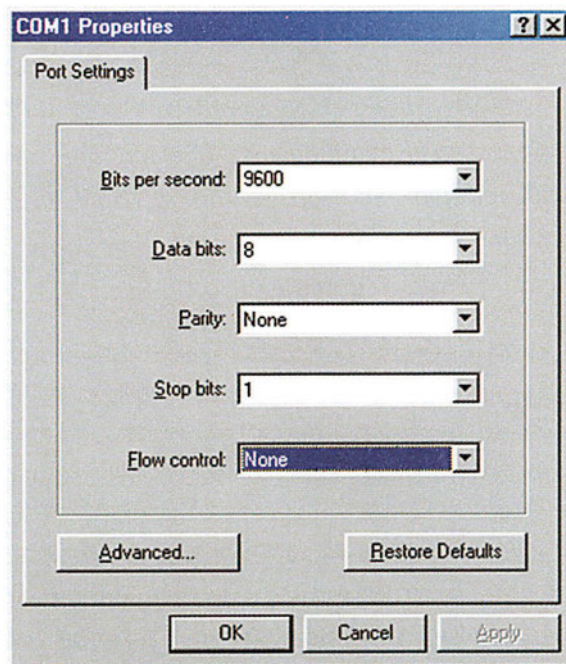 COM1 Properties
Port Settings
Bits per second: 9600
Data bits: 8
Parity: None
Stop bits: 1
Flow control: None
Advanced...
Restore Defaults
OK
Cancel
Apply